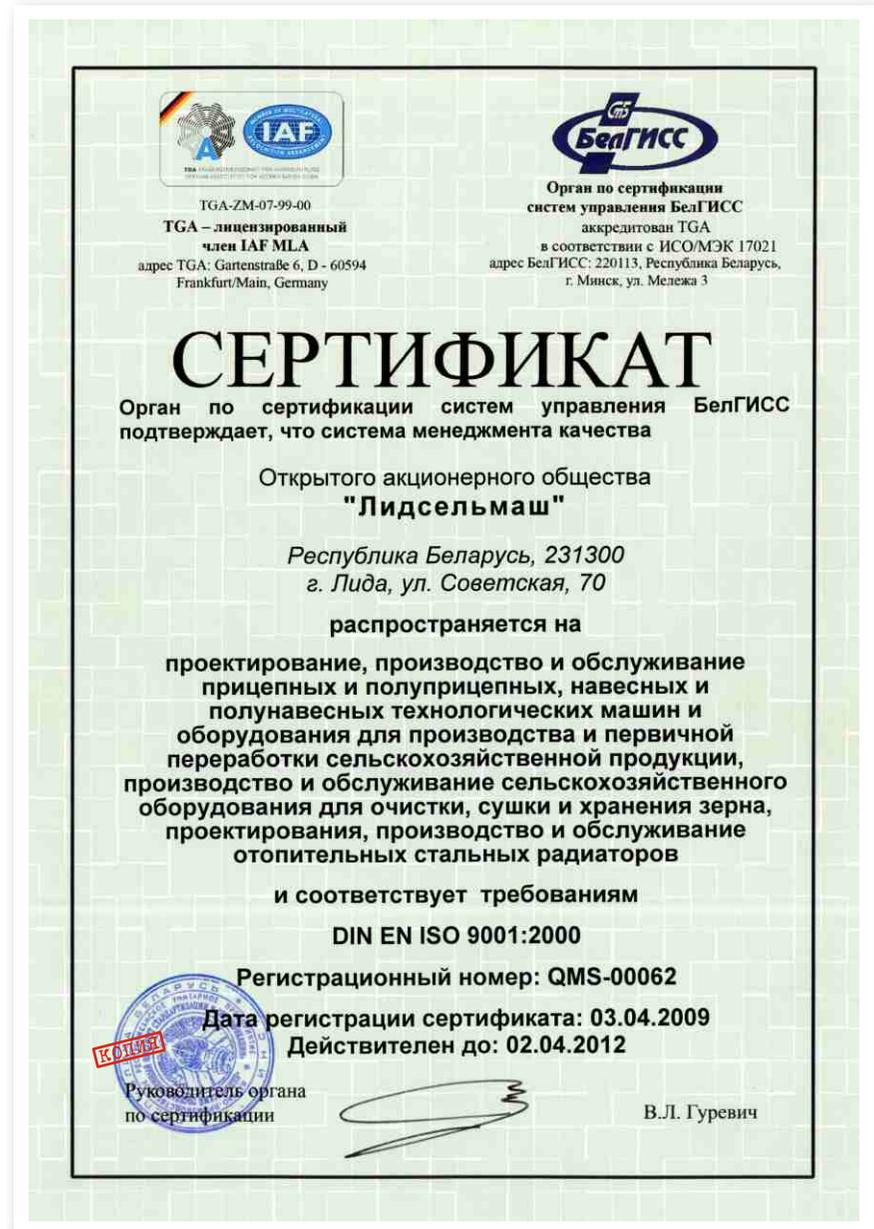 IAF
TGA-ZM-07-99-00
TGA – лицензированный
член IAF MLA
адрес TGA: Gartenstraße 6, D - 60594
Frankfurt/Main, Germany
СтБ
БелГИСС
Орган по сертификации
систем управления БелГИСС
аккредитован TGA
в соответствии с ИСО/МЭК 17021
адрес БелГИСС: 220113, Республика Беларусь,
г. Минск, ул. Мележа 3
СЕРТИФИКАТ
Орган по сертификации систем управления БелГИСС
подтверждает, что система менеджмента качества
Открытого акционерного общества
"Лидсельмаш"
Республика Беларусь, 231300
г. Лида, ул. Советская, 70
распространяется на
проектирование, производство и обслуживание
прицепных и полуприцепных, навесных и
полунавесных технологических машин и
оборудования для производства и первичной
переработки сельскохозяйственной продукции,
производство и обслуживание сельскохозяйственного
оборудования для очистки, сушки и хранения зерна,
проектирования, производство и обслуживание
отопительных стальных радиаторов
и соответствует требованиям
DIN EN ISO 9001:2000
Регистрационный номер: QMS-00062
Дата регистрации сертификата: 03.04.2009
Действителен до: 02.04.2012
КОПИЯ
Руководитель органа
по сертификации
В.Л. Гуревич